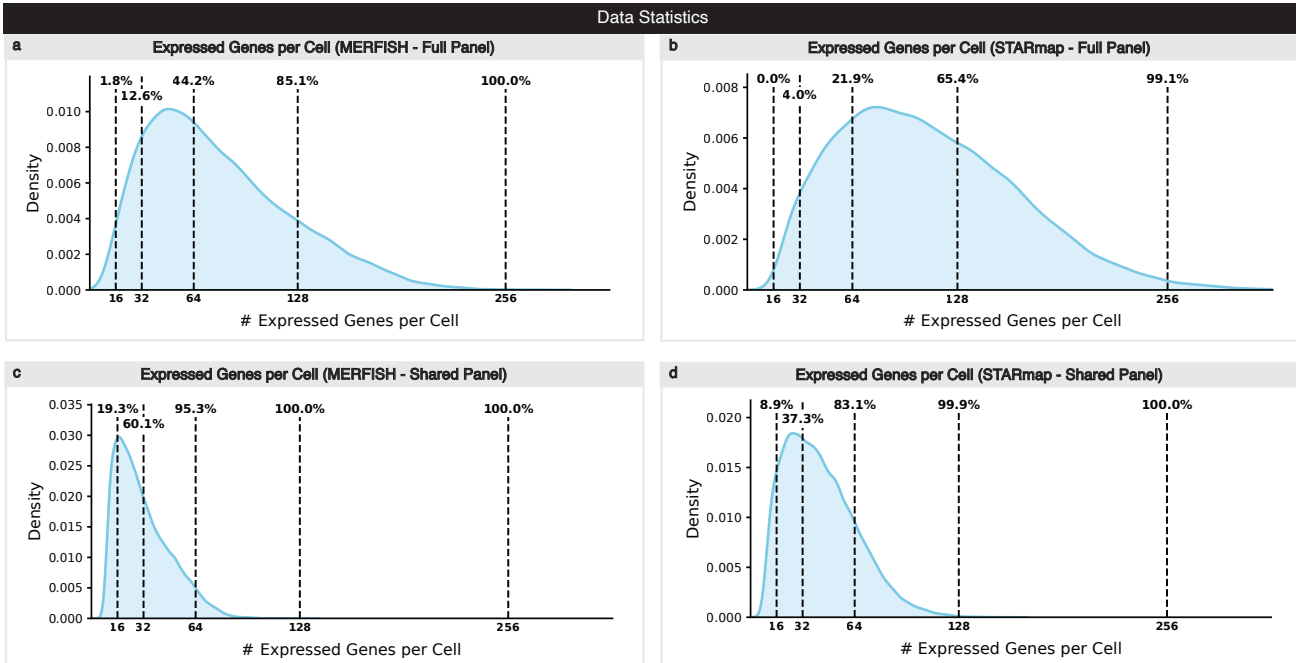 Data Statistics
a Expressed Genes per Cell (MERFISH - Full Panel)
1.8% 44.2% 85.1% 100.0%
12.6%
0.010
0.008
0.006
0.004
0.002
0.000
Density
16 32 64 128 256
# Expressed Genes per Cell
b Expressed Genes per Cell (STARmap - Full Panel)
0.0% 21.9% 65.4% 99.1%
4.0%
0.008
0.006
0.004
0.002
0.000
Density
16 32 64 128 256
# Expressed Genes per Cell
c Expressed Genes per Cell (MERFISH - Shared Panel)
19.3% 95.3% 100.0% 100.0%
60.1%
0.035
0.030
0.025
0.020
0.015
0.010
0.005
0.000
Density
16 32 64 128 256
# Expressed Genes per Cell
d Expressed Genes per Cell (STARmap - Shared Panel)
8.9% 83.1% 99.9% 100.0%
37.3%
0.020
0.015
0.010
0.005
0.000
Density
16 32 64 128 256
# Expressed Genes per Cell